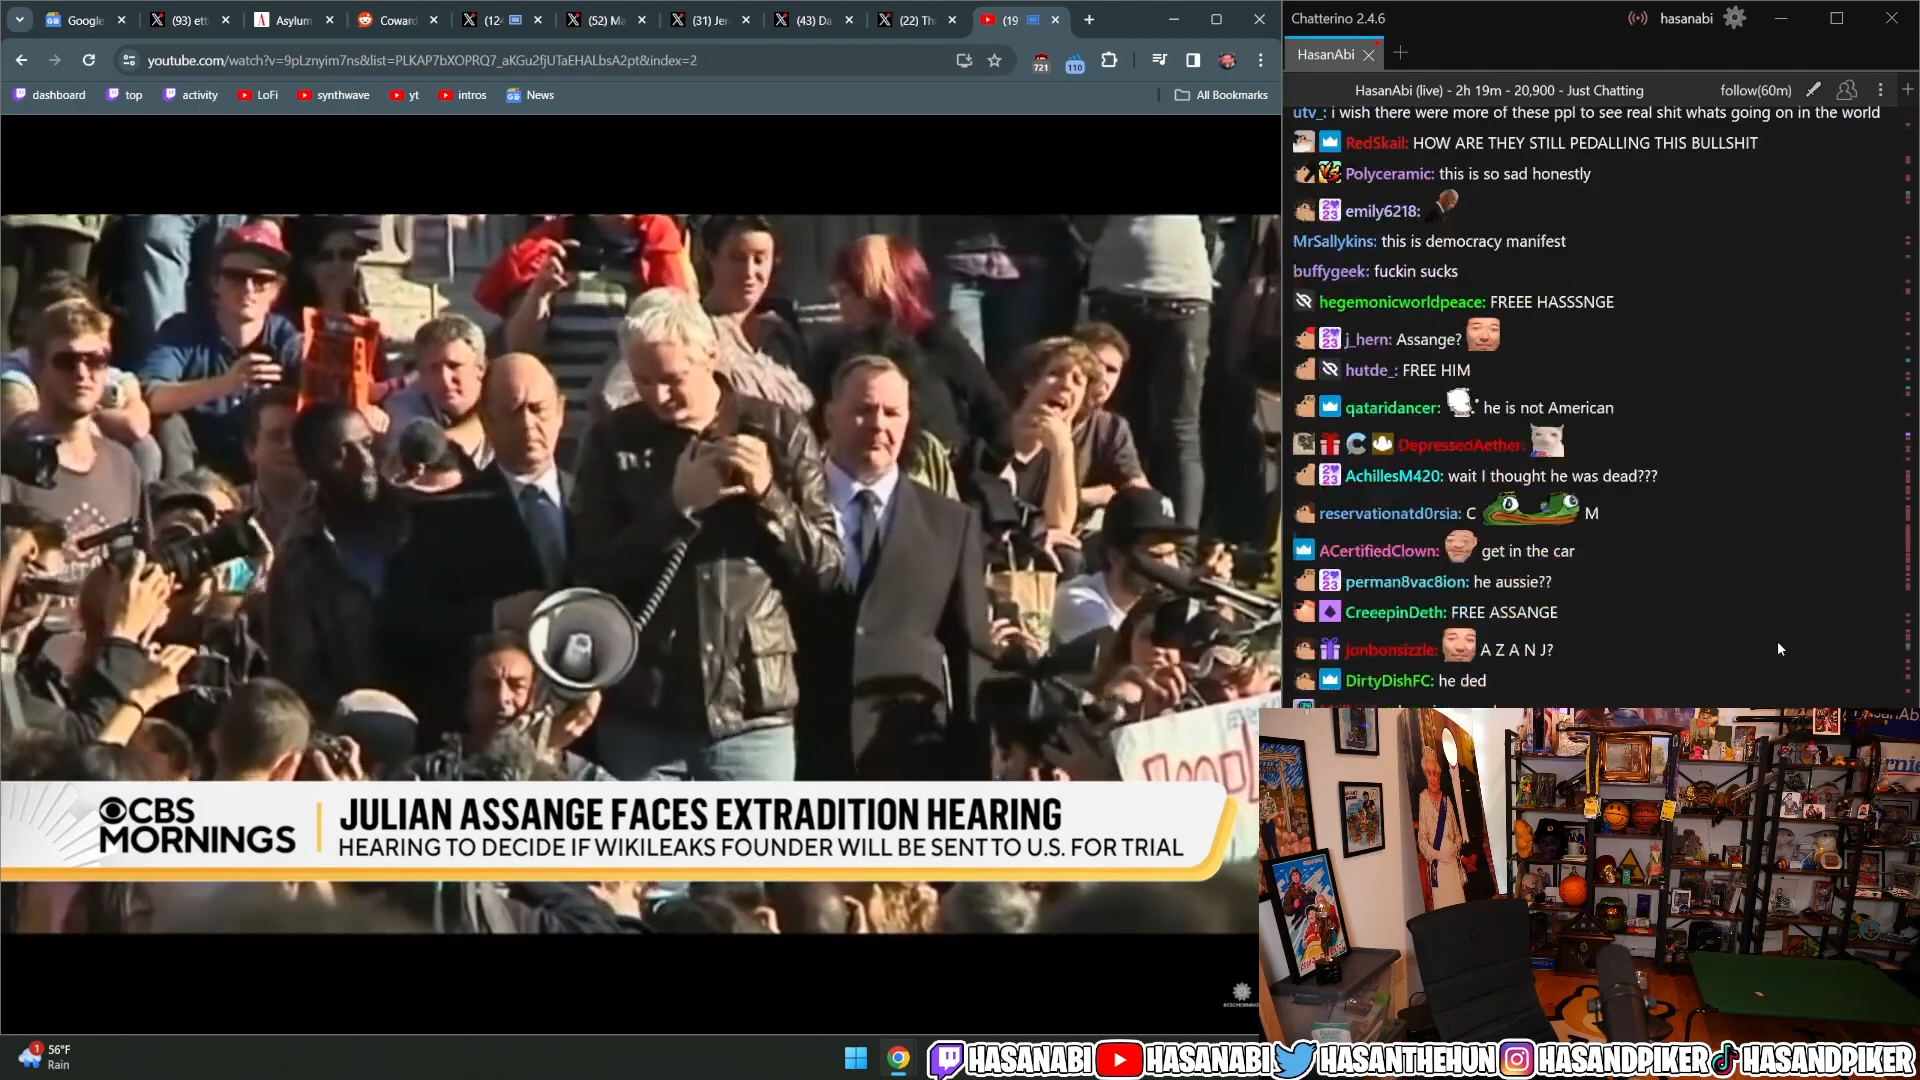 Google
(93) ett
Asylum
Coward
(12
(52) Ma
(31) Jer
(43) Da
(22) Th
(19
youtube.com/watch?v=9pLznyim7ns&list=PLKAP7bXOPRQ7_aKGu2fjUTaEHALbsA2pt&index=2
721
110
dashboard
top
activity
LoFi
synthwave
yt
intros
News
All Bookmarks
CBS MORNINGS
JULIAN ASSANGE FACES EXTRADITION HEARING
HEARING TO DECIDE IF WIKILEAKS FOUNDER WILL BE SENT TO U.S. FOR TRIAL
1
56°F
Rain
Chatterino 2.4.6
hasanabi
HasanAbi
HasanAbi (live) - 2h 19m - 20,900 - Just Chatting
follow(60m)
utv_: i wish there were more of these ppl to see real shit whats going on in the world
RedSkail: HOW ARE THEY STILL PEDALLING THIS BULLSHIT
Polyceramic: this is so sad honestly
emily6218:
MrSallykins: this is democracy manifest
buffygeek: fuckin sucks
hegemonicworldpeace: FREEE HASSSNGE
j_hern: Assange?
hutde_: FREE HIM
qataridancer: he is not American
DepressedAether:
AchillesM420: wait I thought he was dead???
reservationatd0rsia: C M
ACertifiedClown: get in the car
perman8vac8ion: he aussie??
CreeepinDeth: FREE ASSANGE
jonbonsizzle: A Z A N J?
DirtyDishFC: he ded
HASANABI
HASANABI
HASANTHEHUN
HASANDPIKER
HASANDPIKER